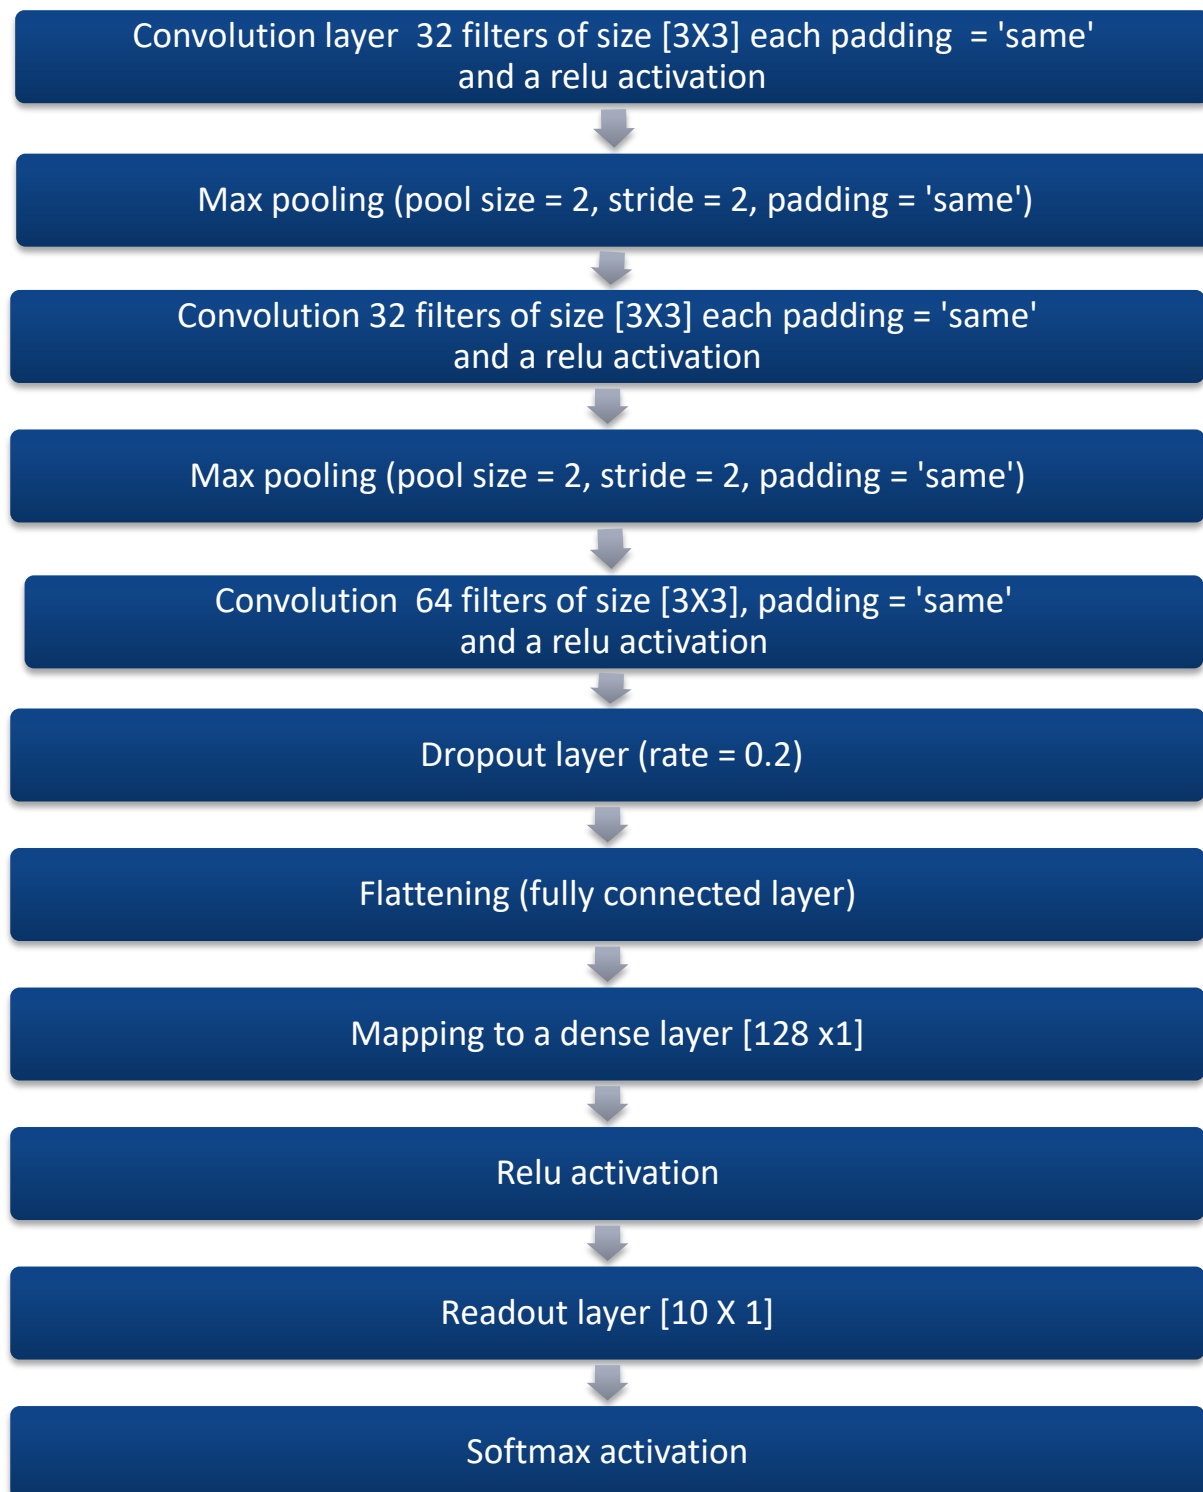 Convolution layer  32 filters of size [3X3] each padding  = 'same'
and a relu activation
Max pooling (pool size = 2, stride = 2, padding = 'same')
Convolution 32 filters of size [3X3] each padding = 'same'
and a relu activation
Max pooling (pool size = 2, stride = 2, padding = 'same')
Convolution  64 filters of size [3X3], padding = 'same'
and a relu activation
Dropout layer (rate = 0.2)
Flattening (fully connected layer)
Mapping to a dense layer [128 x1]
Relu activation
Readout layer [10 X 1]
Softmax activation